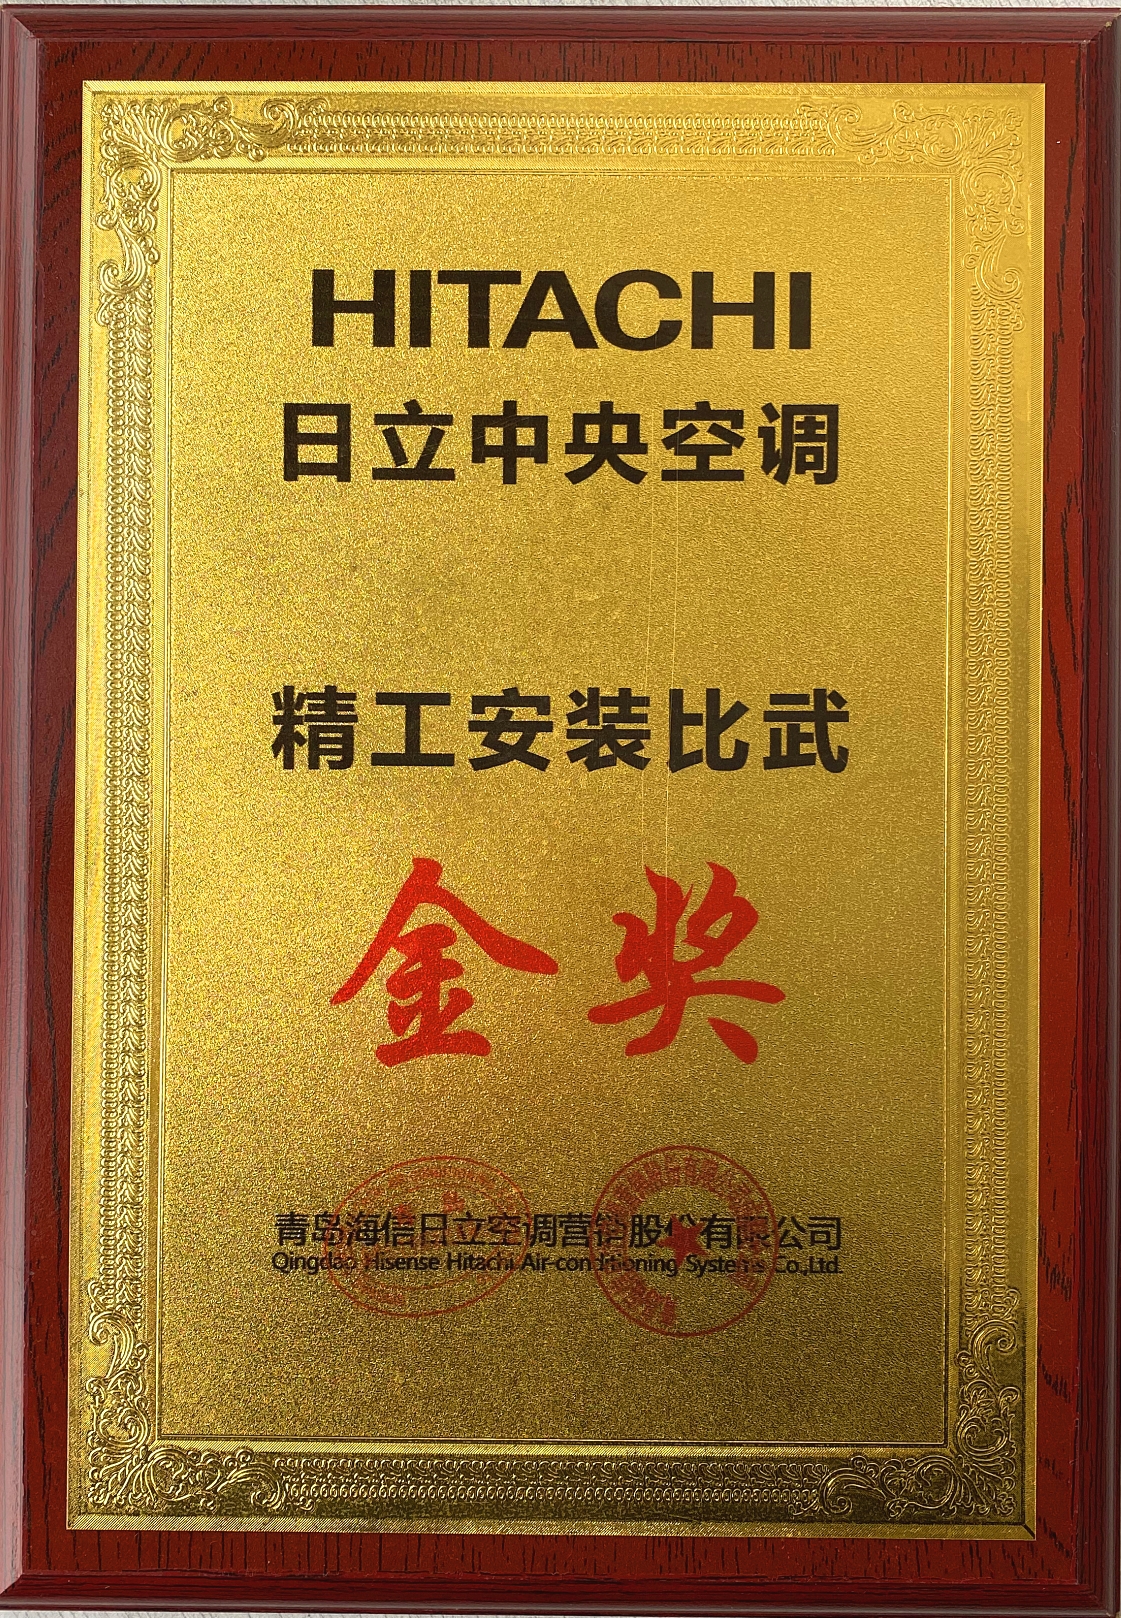 HITACHI
日立中央空调
精工安装比武
金奖
青岛海信日立空调营销股份有限公司
Qingdao Hisense Hitachi Air-conditioning Systems Co.,Ltd.